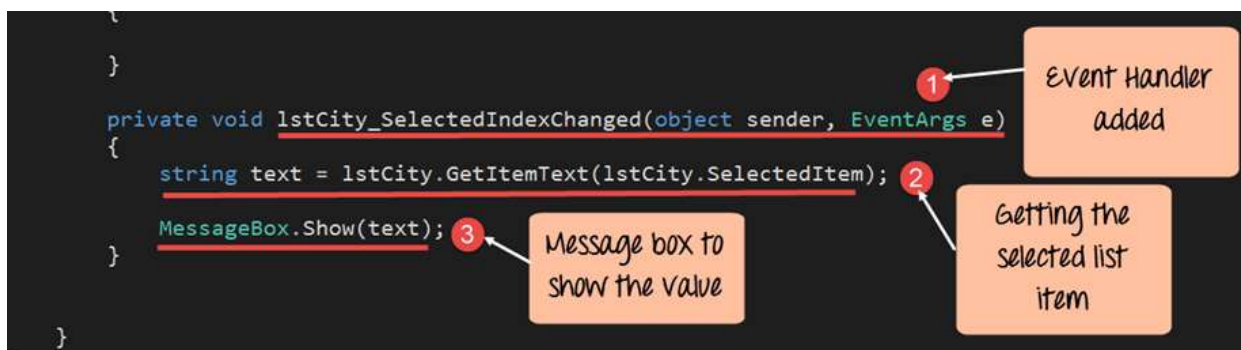 {
}
private void lstCity_SelectedIndexChanged(object sender, EventArgs e)
{
string text = lstCity.GetItemText(lstCity.SelectedItem);
MessageBox.Show(text);
}
}
1
Event Handler
added
2
Getting the
selected list
item
3
Message box to
show the value